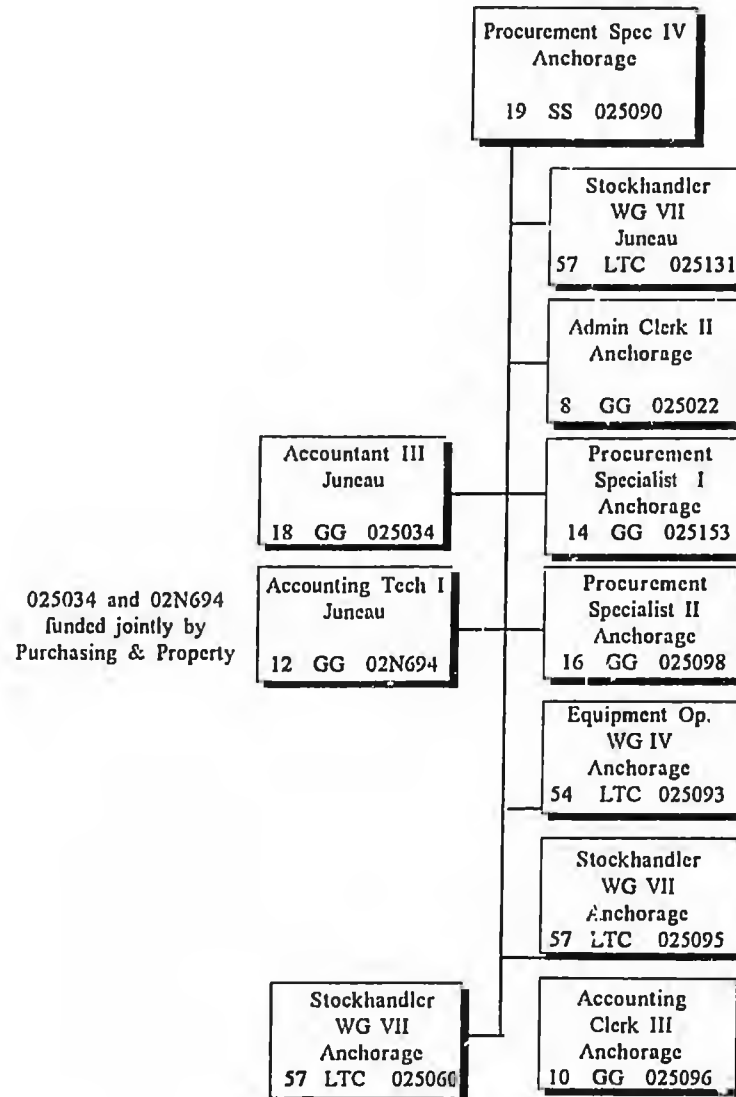 Procurement Spec IV
Anchorage
19 SS 025090
Stockhandler
WG VII
Juneau
57 LTC 025131
Admin Clerk II
Anchorage
8 GG 025022
Accountant III
Juneau
18 GG 025034
Procurement
Specialist I
Anchorage
14 GG 025153
025034 and 02N694
funded jointly by
Purchasing & Property
Accounting Tech I
Juneau
12 GG 02N694
Procurement
Specialist II
Anchorage
16 GG 025098
Equipment Op.
WG IV
Anchorage
54 LTC 025093
Stockhandler
WG VII
Anchorage
57 LTC 025095
Stockhandler
WG VII
Anchorage
57 LTC 025060
Accounting
Clerk III
Anchorage
10 GG 025096